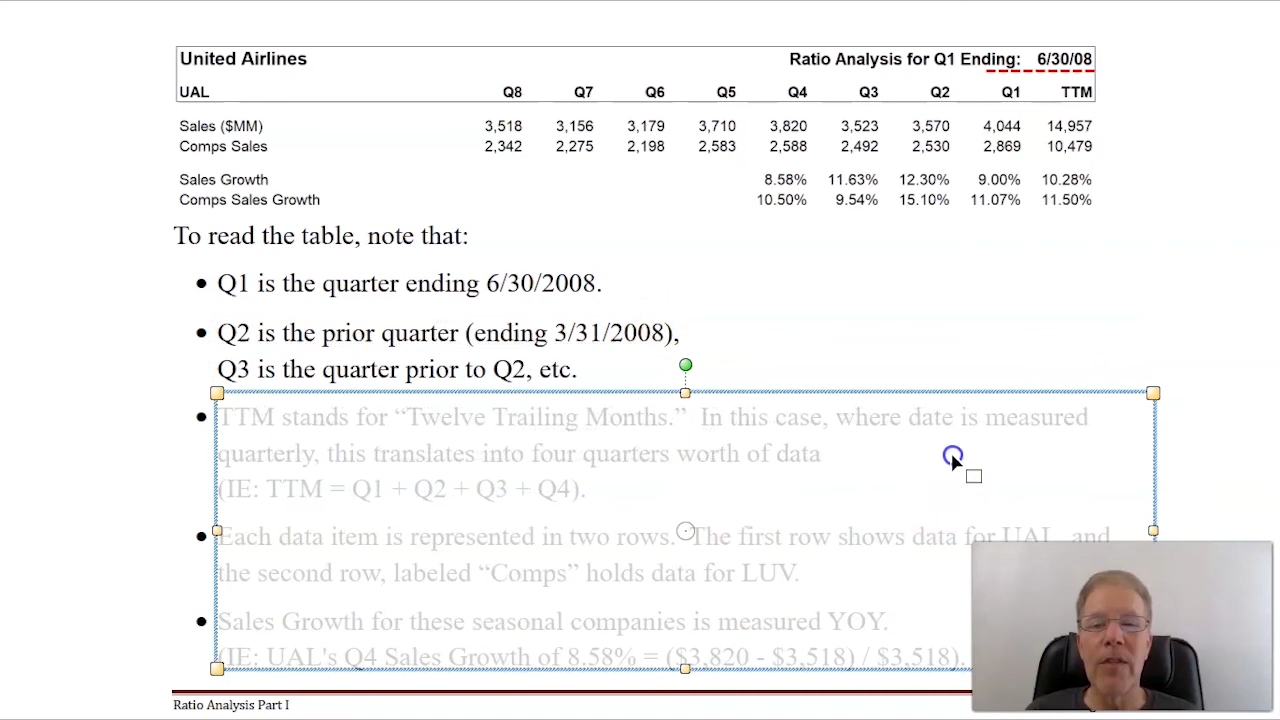 United Airlines Ratio Analysis for Q1 Ending: 6/30/08
UAL Q8 Q7 Q6 Q5 Q4 Q3 Q2 Q1 TTM
Sales ($MM) 3,518 3,156 3,179 3,710 3,820 3,523 3,570 4,044 14,957
Comps Sales 2,342 2,275 2,198 2,583 2,588 2,492 2,530 2,869 10,479
Sales Growth 8.58% 11.63% 12.30% 9.00% 10.28%
Comps Sales Growth 10.50% 9.54% 15.10% 11.07% 11.50%
To read the table, note that:
• Q1 is the quarter ending 6/30/2008.
• Q2 is the prior quarter (ending 3/31/2008),
Q3 is the quarter prior to Q2, etc.
• TTM stands for “Twelve Trailing Months.” In this case, where date is measured
quarterly, this translates into four quarters worth of data
(IE: TTM = Q1 + Q2 + Q3 + Q4).
• Each data item is represented in two rows. The first row shows data for UAL, and
the second row, labeled “Comps” holds data for LUV.
• Sales Growth for these seasonal companies is measured YOY.
(IE: UAL's Q4 Sales Growth of 8.58% = ($3,820 - $3,518) / $3,518).
Ratio Analysis Part I